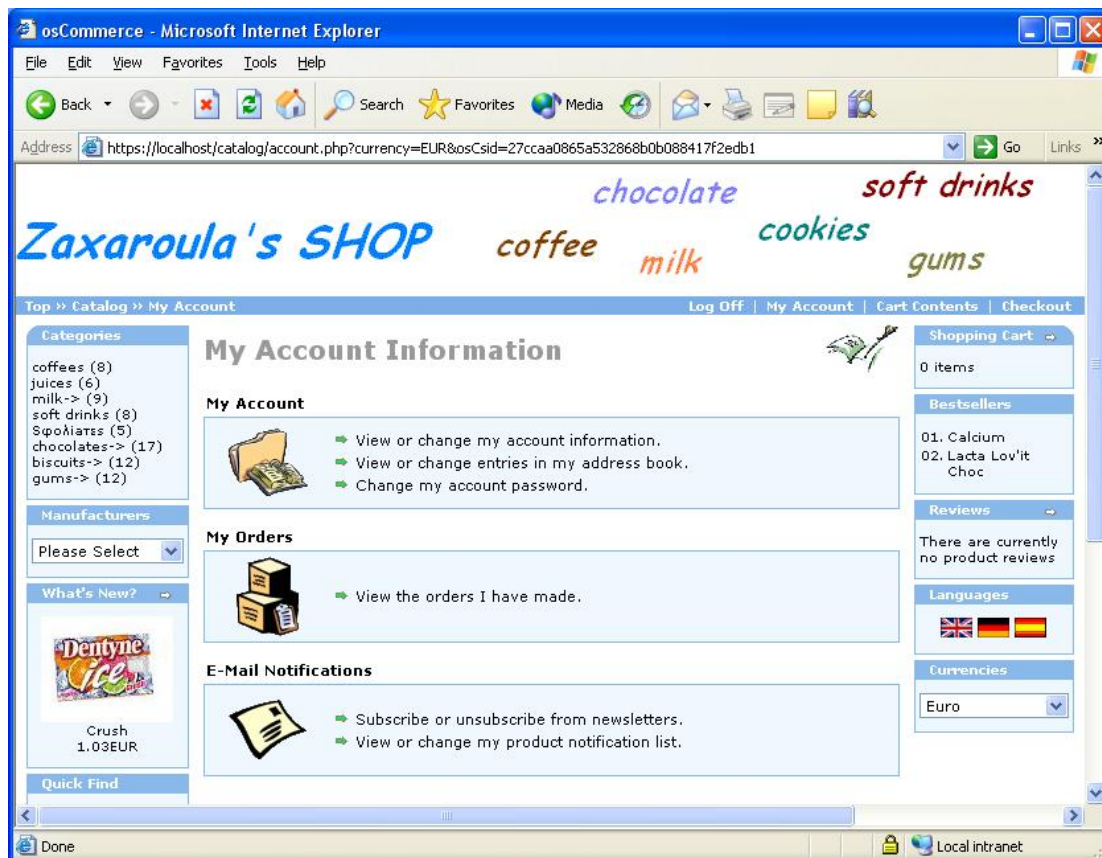 osCommerce - Microsoft Internet Explorer
File Edit View Favorites Tools Help
Back Search Favorites Media
Address https://localhost/catalog/account.php?currency=EUR&osCsid=27ccaa0865a532868b0b088417f2edb1 Go Links »
Zaxaroula's SHOP
chocolate
soft drinks
coffee
milk
cookies
gums
Top » Catalog » My Account
Log Off | My Account | Cart Contents | Checkout
Categories
coffees (8)
juices (6)
milk-> (9)
soft drinks (8)
Sφολiατεs (5)
chocolates-> (17)
biscuits-> (12)
gums-> (12)
Manufacturers
Please Select
What's New?
Dentyne
ice
Crush
1.03EUR
Quick Find
My Account Information
My Account
View or change my account information.
View or change entries in my address book.
Change my account password.
My Orders
View the orders I have made.
E-Mail Notifications
Subscribe or unsubscribe from newsletters.
View or change my product notification list.
Shopping Cart
0 items
Bestsellers
01. Calcium
02. Lacta Lov'it
Choc
Reviews
There are currently
no product reviews
Languages
Currencies
Euro
Done
Local intranet